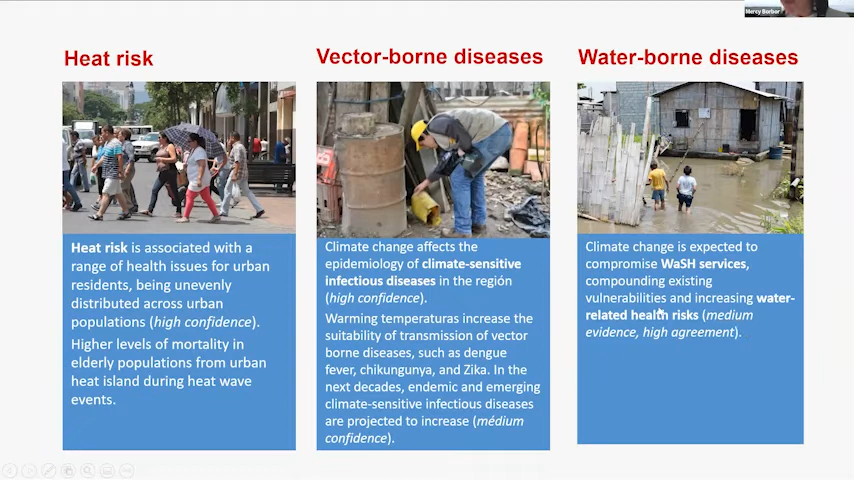 Mercy Borbor
Heat risk
Heat risk is associated with a
range of health issues for urban
residents, being unevenly
distributed across urban
populations (high confidence).
Higher levels of mortality in
elderly populations from urban
heat island during heat wave
events.
Vector-borne diseases
Climate change affects the
epidemiology of climate-sensitive
infectious diseases in the región
(high confidence).
Warming temperatures increase the
suitability of transmission of vector
borne diseases, such as dengue
fever, chikungunya, and Zika. In the
next decades, endemic and emerging
climate-sensitive infectious diseases
are projected to increase (médium
confidence).
Water-borne diseases
Climate change is expected to
compromise WaSH services,
compounding existing
vulnerabilities and increasing water-
related health risks (medium
evidence, high agreement).